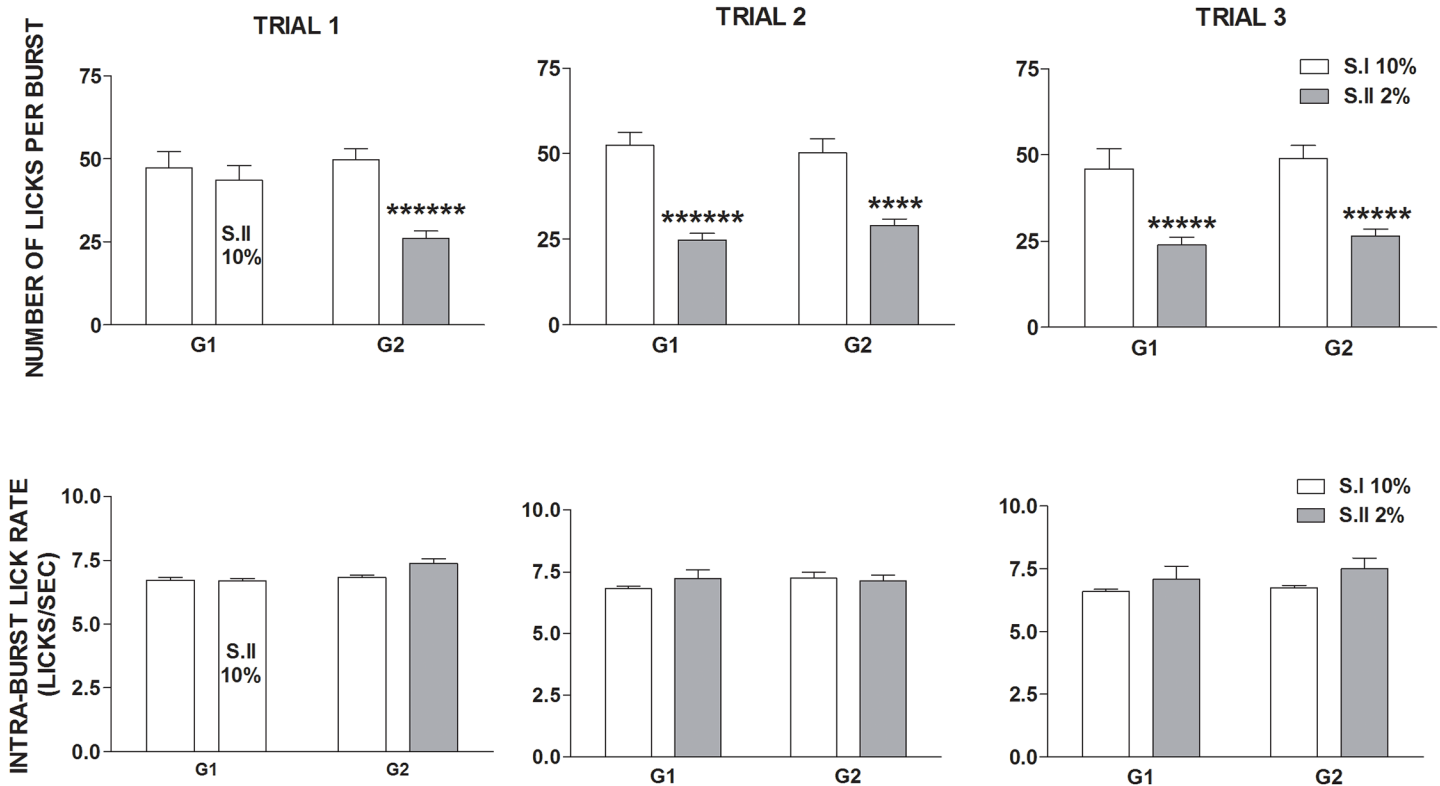 TRIAL 1
TRIAL 2
TRIAL 3
NUMBER OF LICKS PER BURST
75
50
25
0
S.II
10%
******
G1
G2
75
50
25
0
******
****
G1
G2
75
50
25
0
S.I 10%
S.II 2%
*****
*****
G1
G2
INTRA-BURST LICK RATE
(LICKS/SEC)
10.0
7.5
5.0
2.5
0.0
S.II
10%
G1
G2
10.0
7.5
5.0
2.5
0.0
G1
G2
10.0
7.5
5.0
2.5
0.0
S.I 10%
S.II 2%
G1
G2